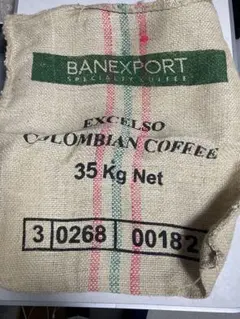 BANEXPORT
SPECIALTY COFFEE
EXCELSO
COLOMBIAN COFFEE
35 Kg Net
3 0268 00182